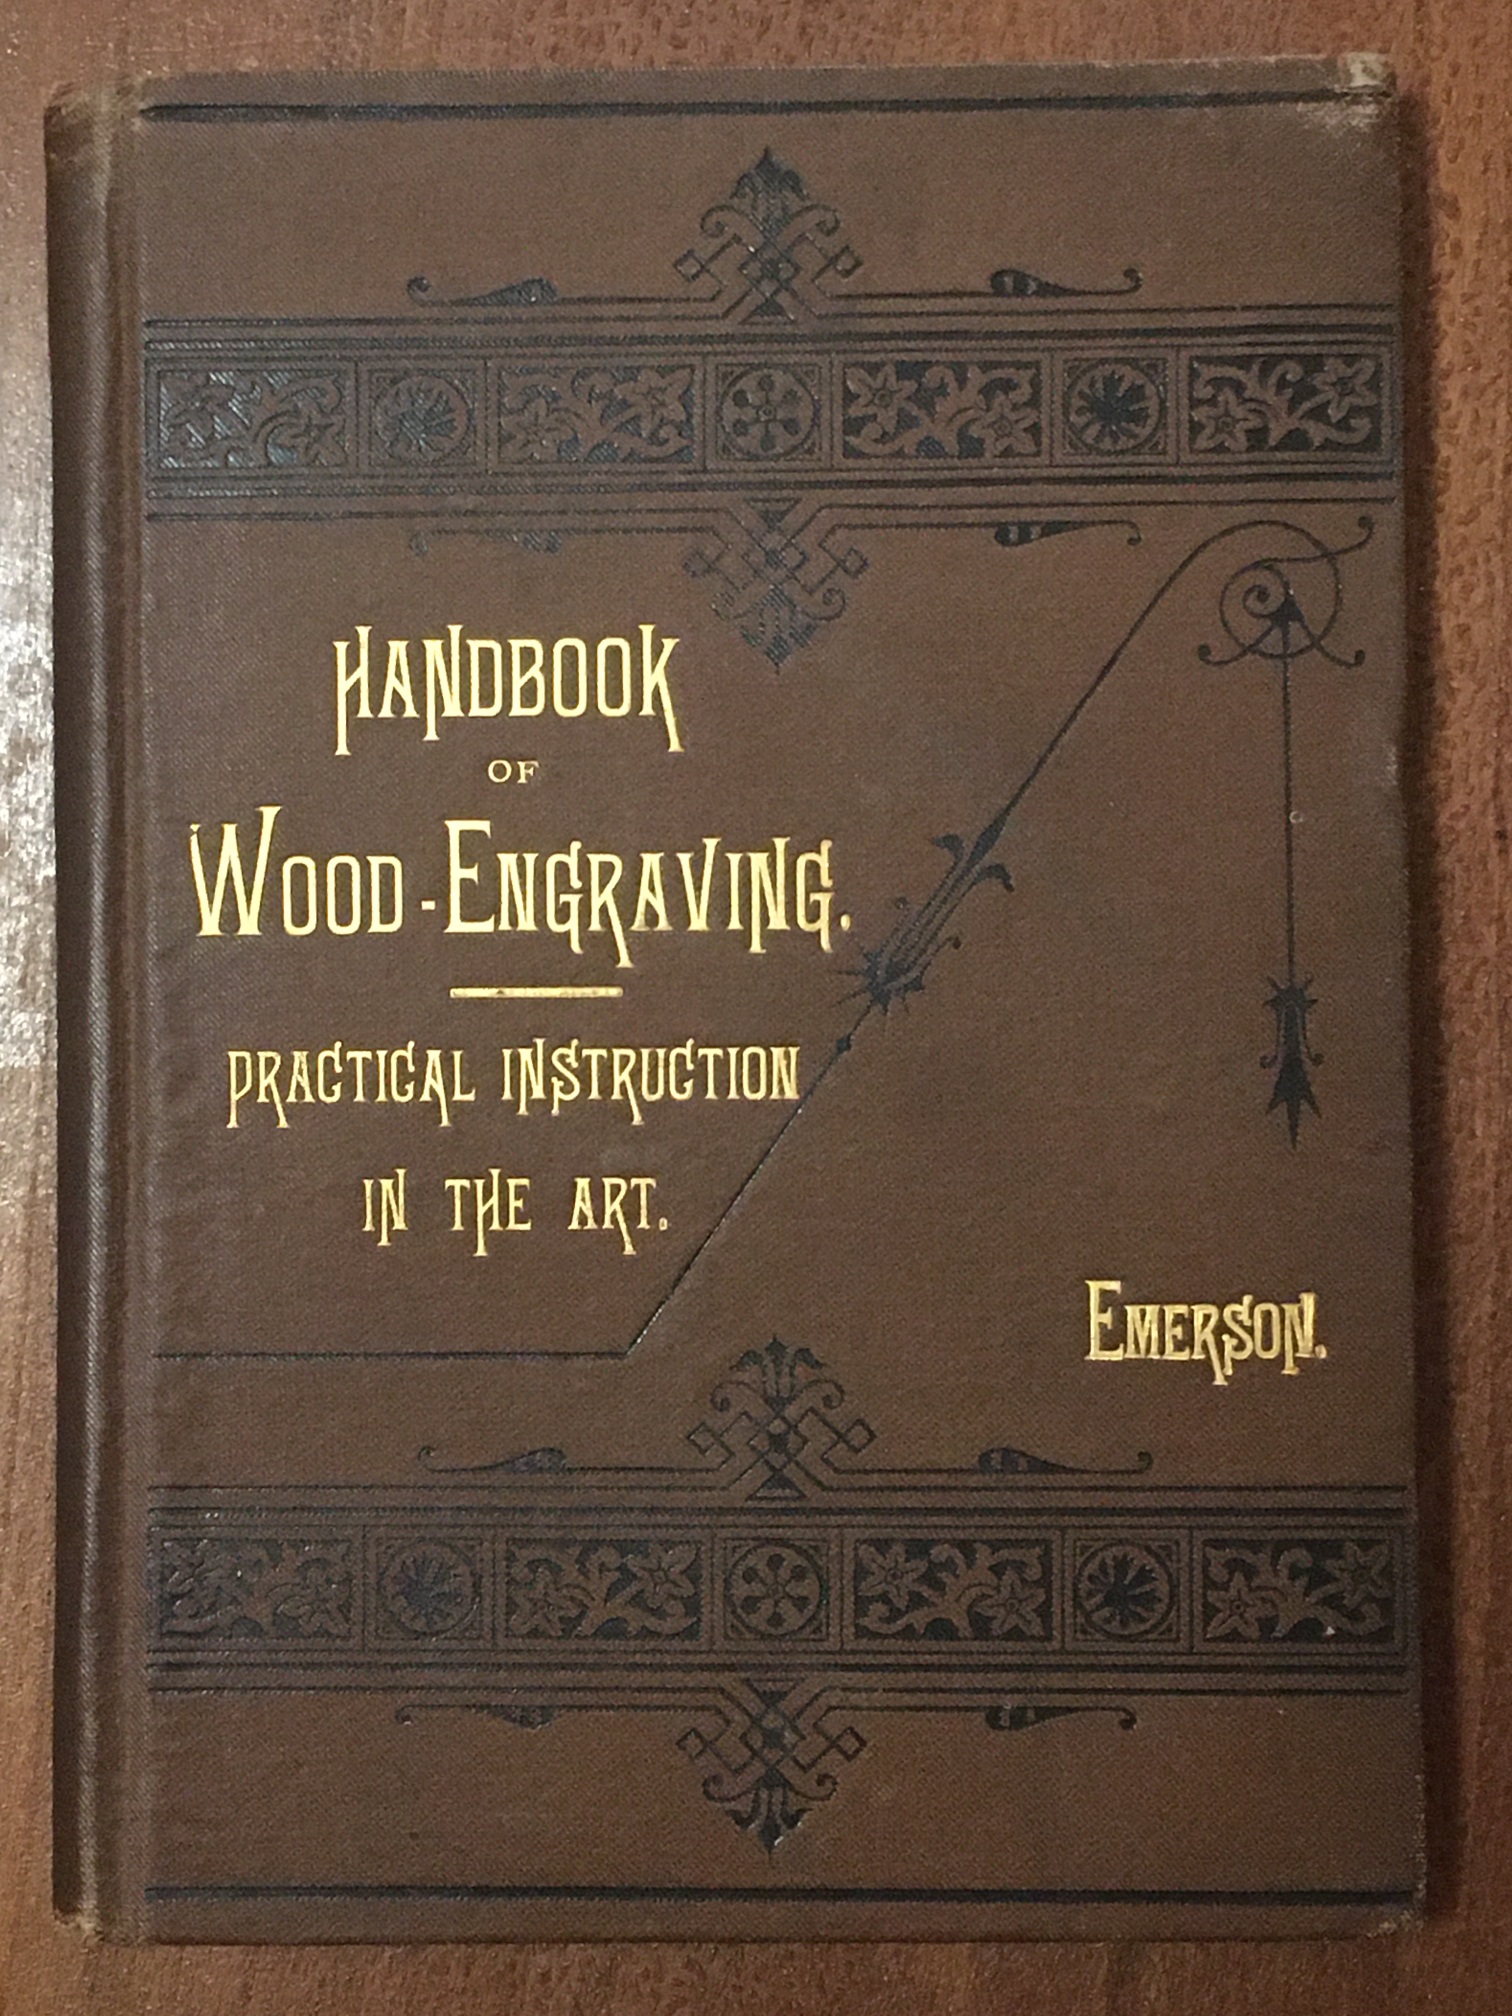 HANDBOOK
OF
WOOD-ENGRAVING.
PRACTICAL INSTRUCTION
IN THE ART.
EMERSON.